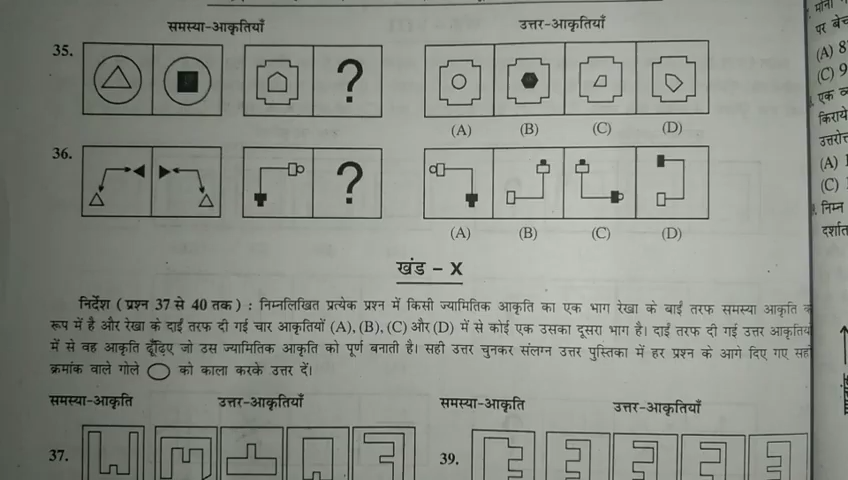 समस्या-आकृतियाँ उत्तर-आकृतियाँ
35. ?
(A) (B) (C) (D)
36. ?
(A) (B) (C) (D)
खंड – X
निर्देश ( प्रश्न 37 से 40 तक ) : निम्नलिखित प्रत्येक प्रश्न में किसी ज्यामितिक आकृति का एक भाग रेखा के बाईं तरफ समस्या आकृति के
रूप में है और रेखा के दाईं तरफ दी गई चार आकृतियों (A), (B), (C) और (D) में से कोई एक उसका दूसरा भाग है। दाईं तरफ दी गई उत्तर आकृतियों
में से वह आकृति ढूँढ़िए जो उस ज्यामितिक आकृति को पूर्ण बनाती है। सही उत्तर चुनकर संलग्न उत्तर पुस्तिका में हर प्रश्न के आगे दिए गए सही
क्रमांक वाले गोले को काला करके उत्तर दें।
समस्या-आकृति उत्तर-आकृतियाँ समस्या-आकृति उत्तर-आकृतियाँ
37. 39.
पर
(A)
(C)
एक
किराये
(A)
(C)
निम्न